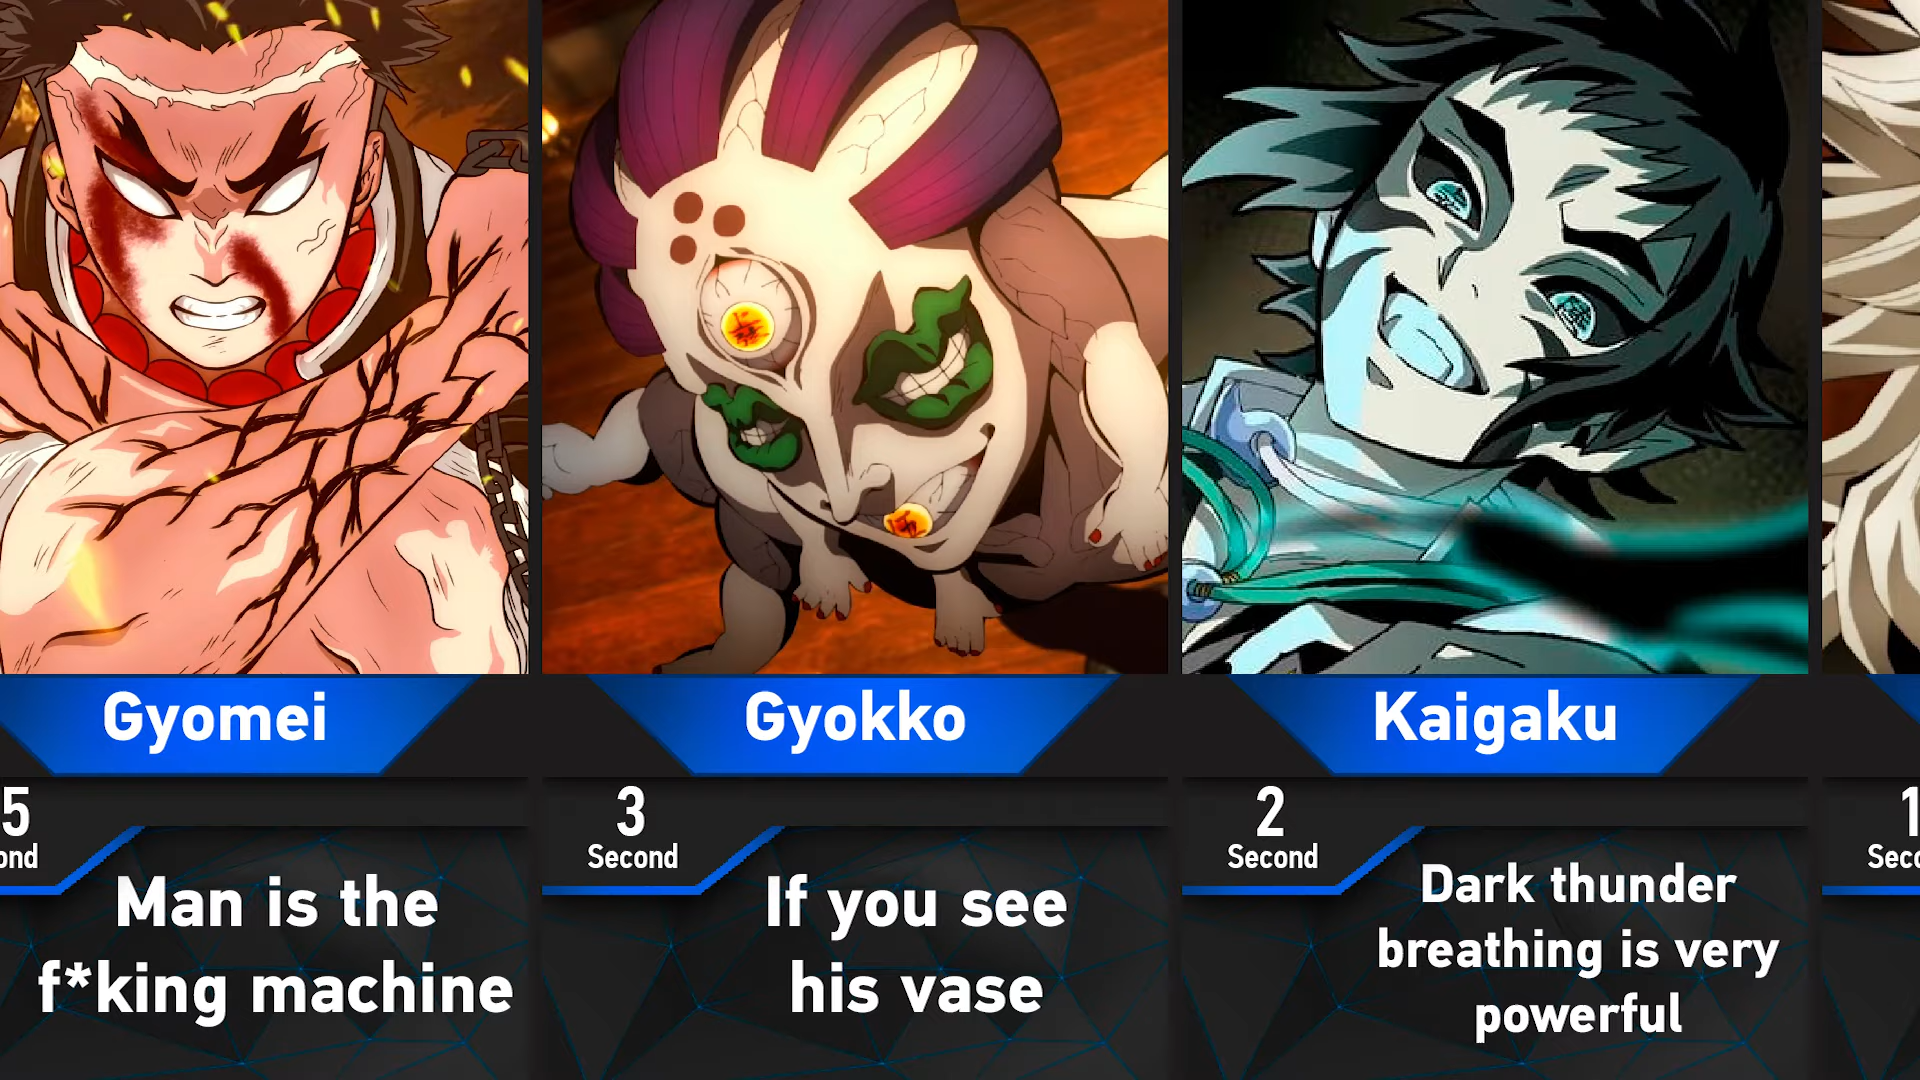 Gyomei
5
ond
Man is the
f*king machine
Gyokko
3
Second
If you see
his vase
Kaigaku
2
Second
Dark thunder
breathing is very
powerful
1
Seco